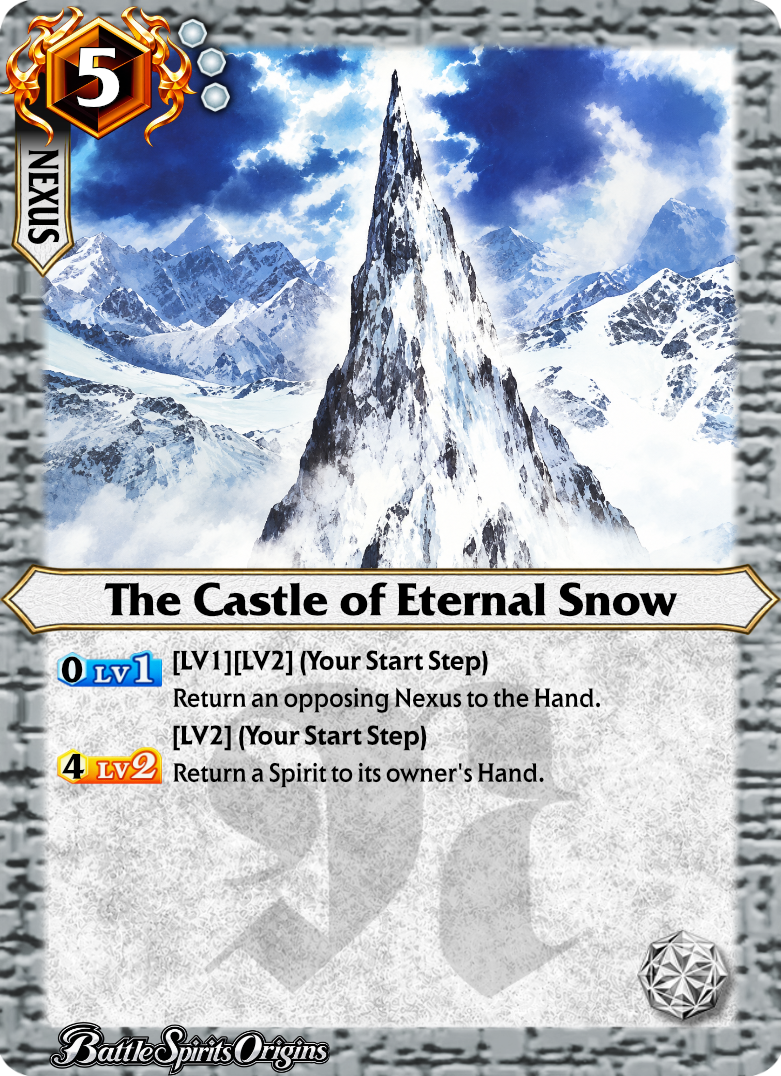 5
NEXUS
The Castle of Eternal Snow
0 LV1
[LV1][LV2] (Your Start Step)
Return an opposing Nexus to the Hand.
[LV2] (Your Start Step)
4 LV2
Return a Spirit to its owner's Hand.
Battle Spirits Origins